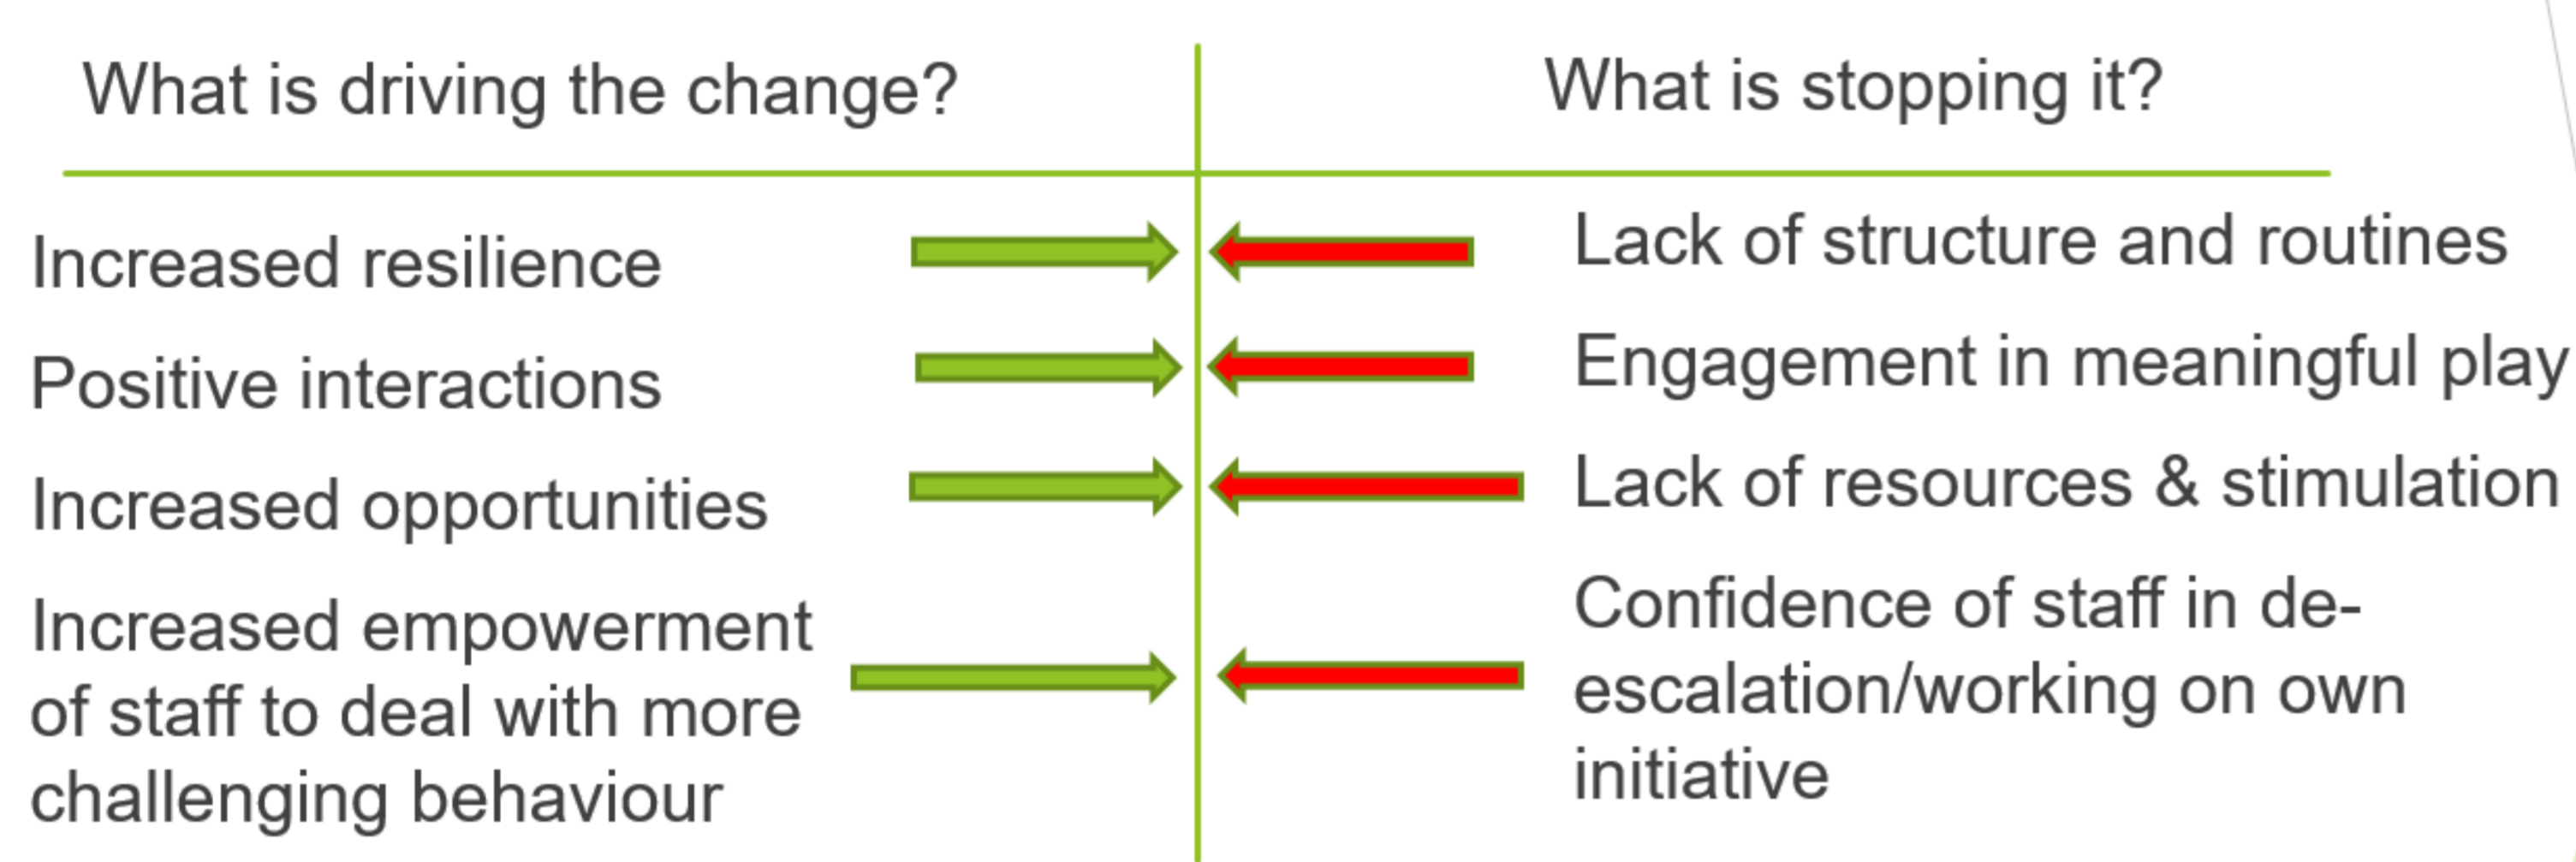 What is driving the change?
What is stopping it?
Increased resilience
Lack of structure and routines
Positive interactions
Engagement in meaningful play
Increased opportunities
Lack of resources & stimulation
Increased empowerment
of staff to deal with more
challenging behaviour
Confidence of staff in de-
escalation/working on own
initiative